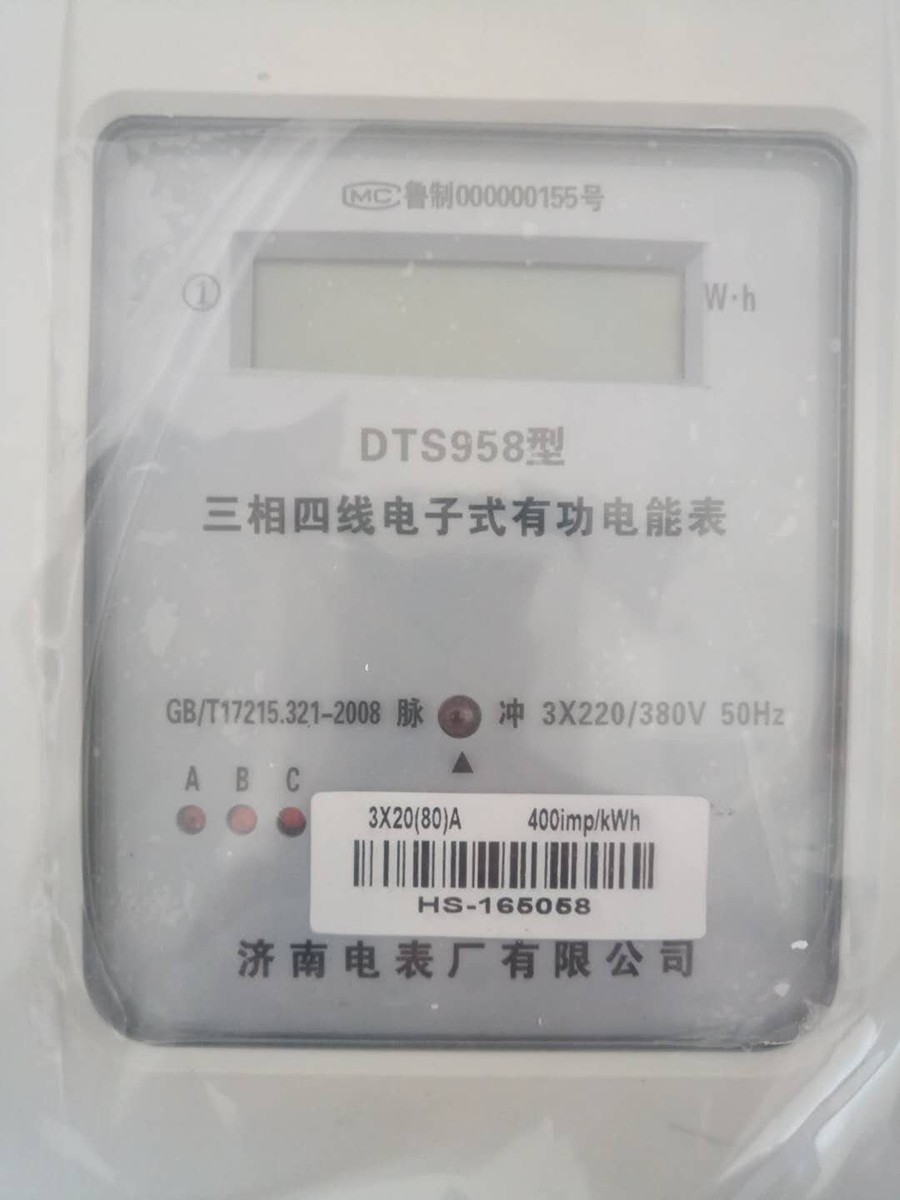 MC 鲁制000000155号
① W·h
DTS958型
三相四线电子式有功电能表
GB/T17215.321-2008 脉 冲 3X220/380V 50Hz
A B C
3X20(80)A 400imp/kWh
HS-165058
济南电表厂有限公司